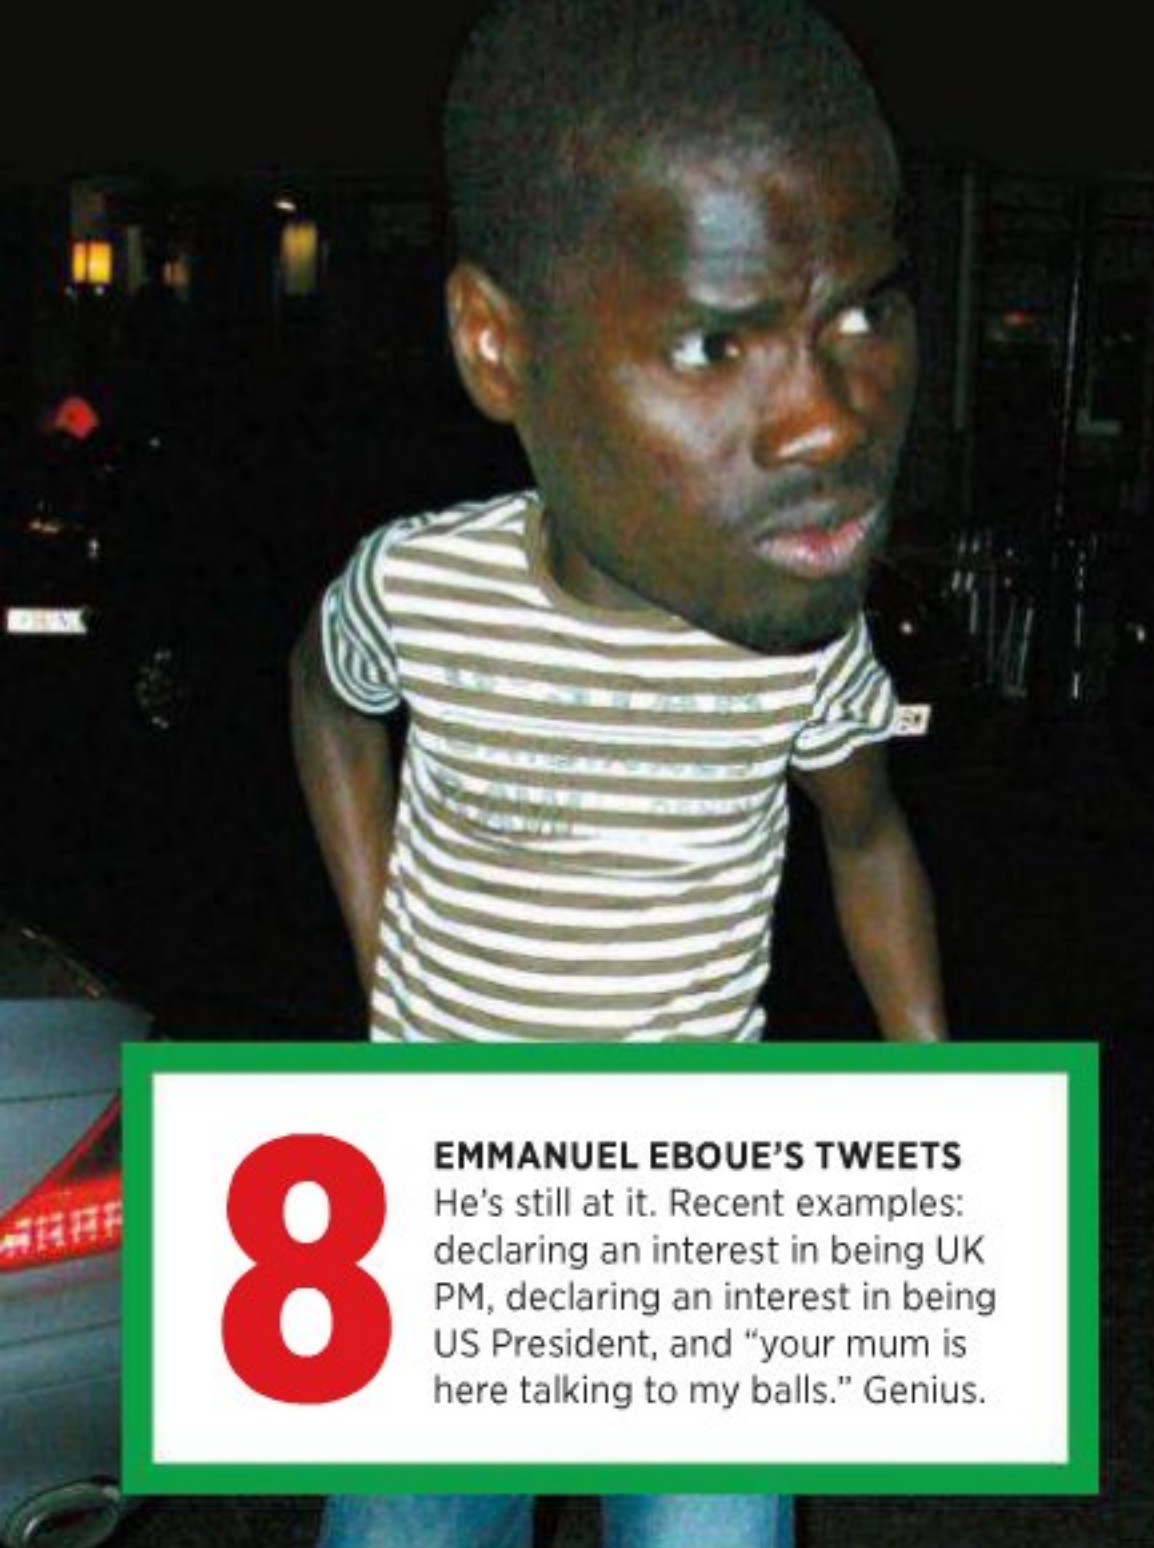 8
EMMANUEL EBOUE'S TWEETS
He's still at it. Recent examples:
declaring an interest in being UK
PM, declaring an interest in being
US President, and “your mum is
here talking to my balls.” Genius.